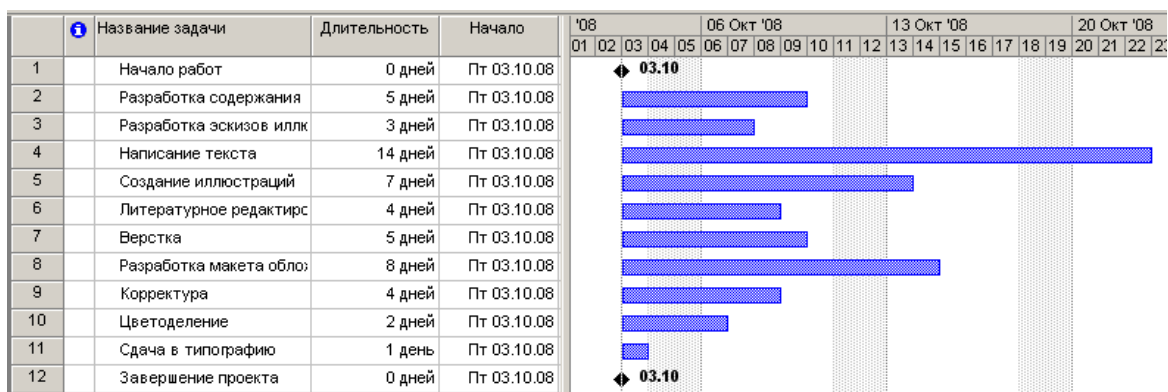 Название задачи Длительность Начало '08 06 Окт '08 13 Окт '08 20 Окт '08
01 02 03 04 05 06 07 08 09 10 11 12 13 14 15 16 17 18 19 20 21 22 23
1 Начало работ 0 дней Пт 03.10.08 03.10
2 Разработка содержания 5 дней Пт 03.10.08
3 Разработка эскизов иллк 3 дней Пт 03.10.08
4 Написание текста 14 дней Пт 03.10.08
5 Создание иллюстраций 7 дней Пт 03.10.08
6 Литературное редактирс 4 дней Пт 03.10.08
7 Верстка 5 дней Пт 03.10.08
8 Разработка макета обло 8 дней Пт 03.10.08
9 Корректура 4 дней Пт 03.10.08
10 Цветоделение 2 дней Пт 03.10.08
11 Сдача в типографию 1 день Пт 03.10.08
12 Завершение проекта 0 дней Пт 03.10.08 03.10